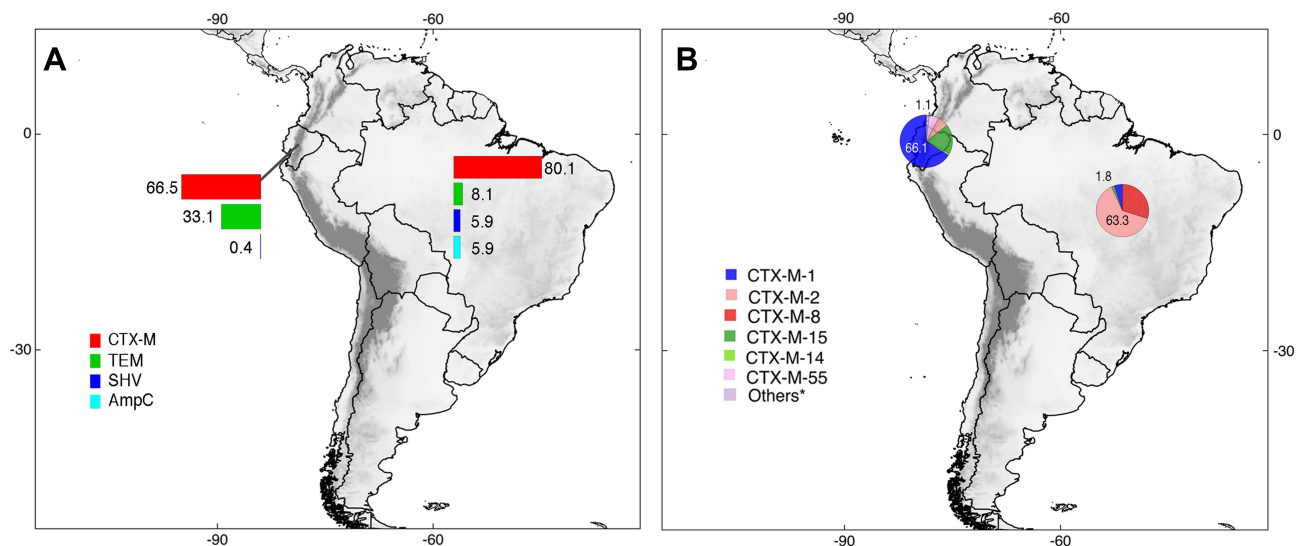 -90
-60
A
0
80.1
66.5
8.1
33.1
5.9
0.4
5.9
CTX-M
TEM
SHV
AmpC
-30
-90
-60
-90
-60
B
1.1
0
66.1
1.8
63.3
CTX-M-1
CTX-M-2
CTX-M-8
CTX-M-15
CTX-M-14
CTX-M-55
Others*
-30
-90
-60